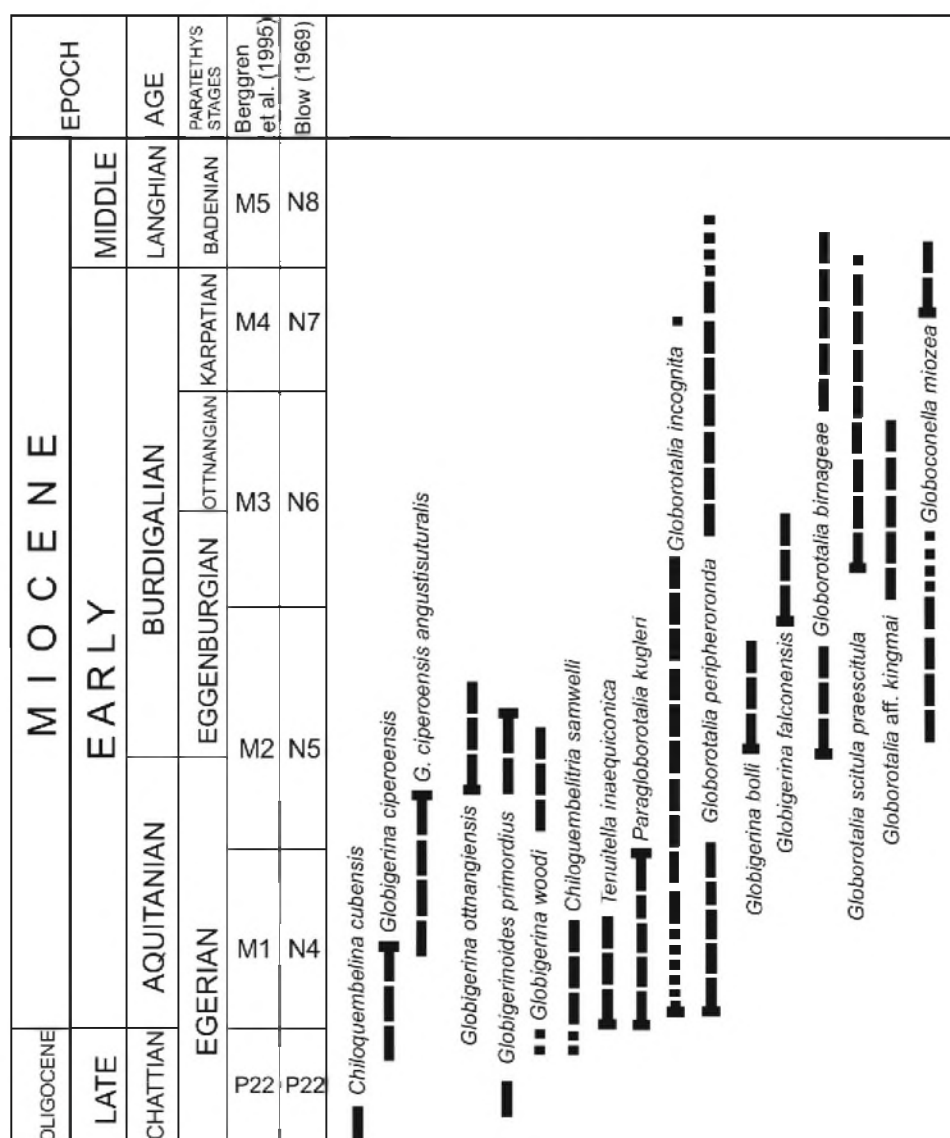 EPOCH
AGE
PARATETHYS
STAGES
Berggren
et al. (1995)
Blow (1969)
MIOCENE
OLIGOCENE
MIDDLE
EARLY
LATE
LANGHIAN
BURDIGALIAN
AQUITANIAN
CHATTIAN
BADENIAN
KARPATIAN
OTTNANGIAN
EGGENBURGIAN
EGERIAN
M5
N8
M4
N7
M3
N6
M2
N5
M1
N4
P22
P22
Chiloquembelina cubensis
Globigerina ciperoensis
G. ciperoensis angustisuturalis
Globigerina ottnangiensis
Globigerinoides primordius
Globigerina woodi
Chiloguembelitria samwelli
Tenuitella inaequiconica
Paragloborotalia kugleri
Globorotalia incognita
Globorotalia peripheroronda
Globigerina bolli
Globigerina falconensis
Globorotalia birnageae
Globorotalia scitula praescitula
Globorotalia aff. kingmai
Globoconella miozea